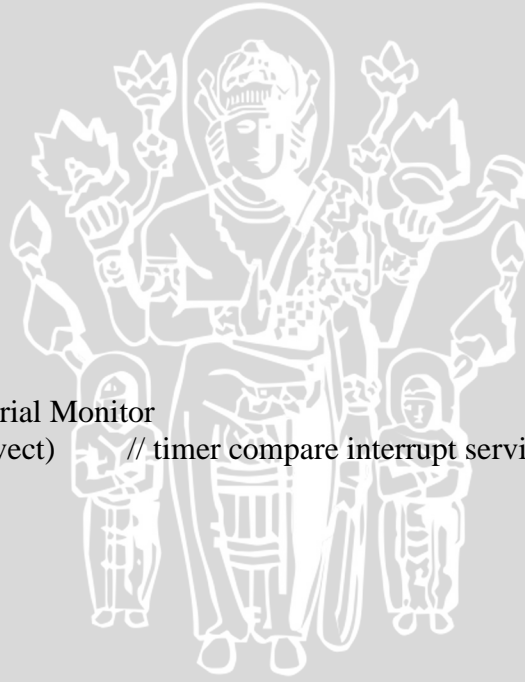 rial Monitor
vect) // timer compare interrupt servi